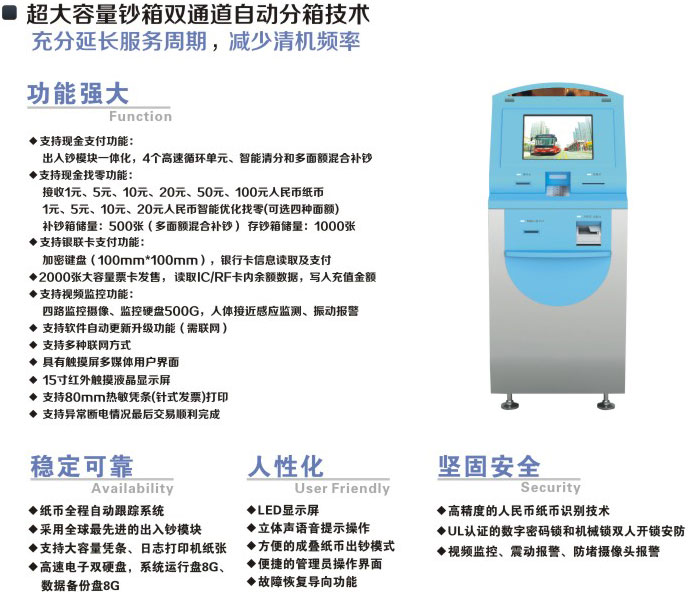 超大容量钞箱双通道自动分箱技术
充分延长服务周期，减少清机频率
功能强大
Function
◆支持现金支付功能：
出入钞模块一体化，4个高速循环单元、智能清分和多面额混合补钞
◆支持现金找零功能：
接收1元、5元、10元、20元、50元、100元人民币纸币
1元、5元、10元、20元人民币智能优化找零(可选四种面额)
补钞箱储量：500张（多面额混合补钞）存钞箱储量：1000张
◆支持银联卡支付功能：
加密键盘（100mm*100mm），银行卡信息读取及支付
◆2000张大容量票卡发售，读取IC/RF卡内余额数据，写入充值金额
◆支持视频监控功能：
四路监控摄像、监控硬盘500G，人体接近感应监测、振动报警
◆支持软件自动更新升级功能（需联网）
◆ 支持多种联网方式
◆ 具有触摸屏多媒体用户界面
◆ 15寸红外触摸液晶显示屏
◆ 支持80mm热敏凭条(针式发票)打印
◆ 支持异常断电情况最后交易顺利完成
稳定可靠
Availability
◆纸币全程自动跟踪系统
◆采用全球最先进的出入钞模块
◆支持大容量凭条、日志打印机纸张
◆高速电子双硬盘，系统运行盘8G、
数据备份盘8G
人性化
User Friendly
◆LED显示屏
◆立体声语音提示操作
◆方便的成叠纸币出钞模式
◆便捷的管理员操作界面
◆故障恢复导向功能
坚固安全
Security
◆高精度的人民币纸币识别技术
◆UL认证的数字密码锁和机械锁双人开锁安防
◆视频监控、震动报警、防堵摄像头报警